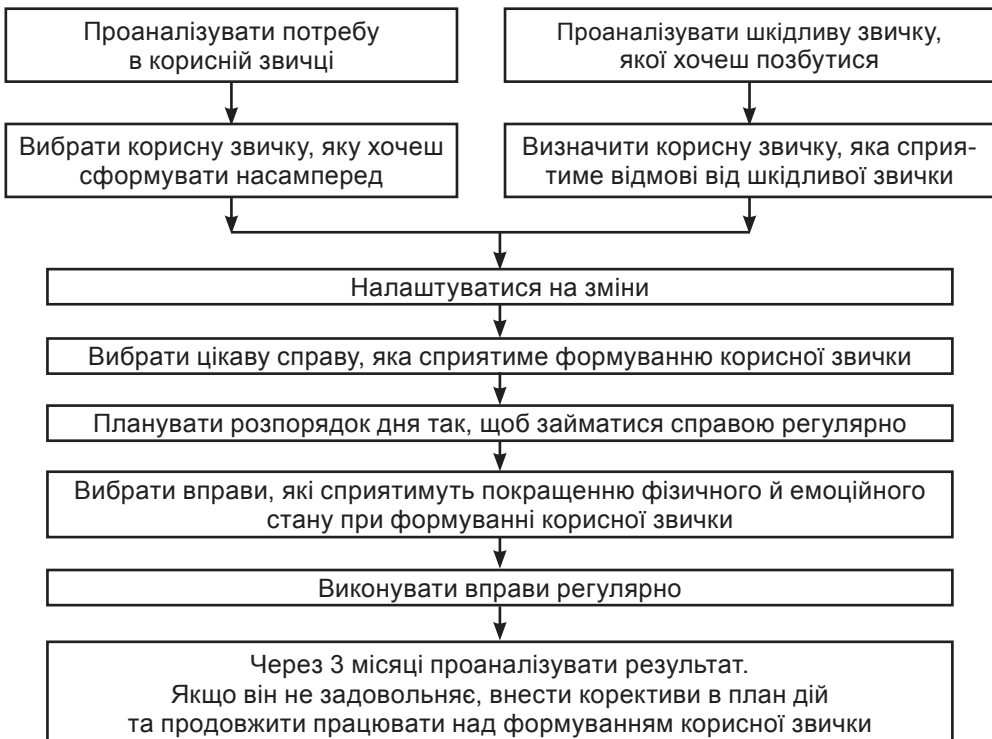 Проаналізувати потребу
в корисній звичці
Проаналізувати шкідливу звичку,
якої хочеш позбутися
Вибрати корисну звичку, яку хочеш
сформувати насамперед
Визначити корисну звичку, яка сприя-
тиме відмові від шкідливої звички
Налаштуватися на зміни
Вибрати цікаву справу, яка сприятиме формуванню корисної звички
Планувати розпорядок дня так, щоб займатися справою регулярно
Вибрати вправи, які сприятимуть покращенню фізичного й емоційного
стану при формуванні корисної звички
Виконувати вправи регулярно
Через 3 місяці проаналізувати результат.
Якщо він не задовольняє, внести корективи в план дій
та продовжити працювати над формуванням корисної звички